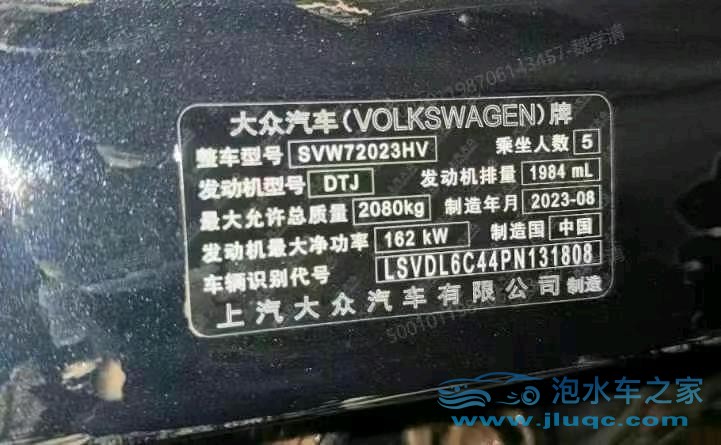 大众汽车(VOLKSWAGEN)牌
整车型号 SVW72023HV 乘坐人数 5
发动机型号 DTJ 发动机排量 1984 mL
最大允许总质量 2080kg 制造年月 2023-08
发动机最大净功率 162 kW 制造国 中国
车辆识别代号 LSVDL6C44PN131808
上汽大众汽车有限公司 制造
泡水车之家
www.jluqc.com